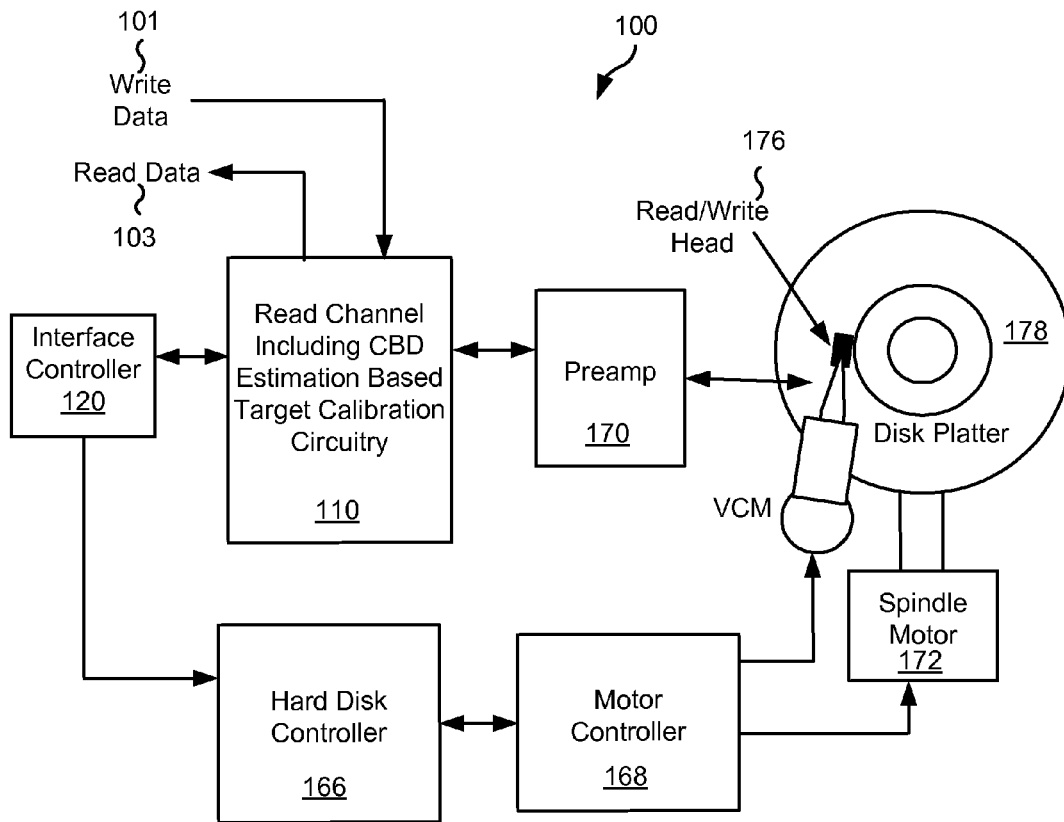 101
100
Write
Data
Read Data
103
176
Read/Write
Head
Interface
Controller
120
Read Channel
Including CBD
Estimation Based
Target Calibration
Circuitry
110
Preamp
170
178
Disk Platter
VCM
Spindle
Motor
172
Hard Disk
Controller
166
Motor
Controller
168